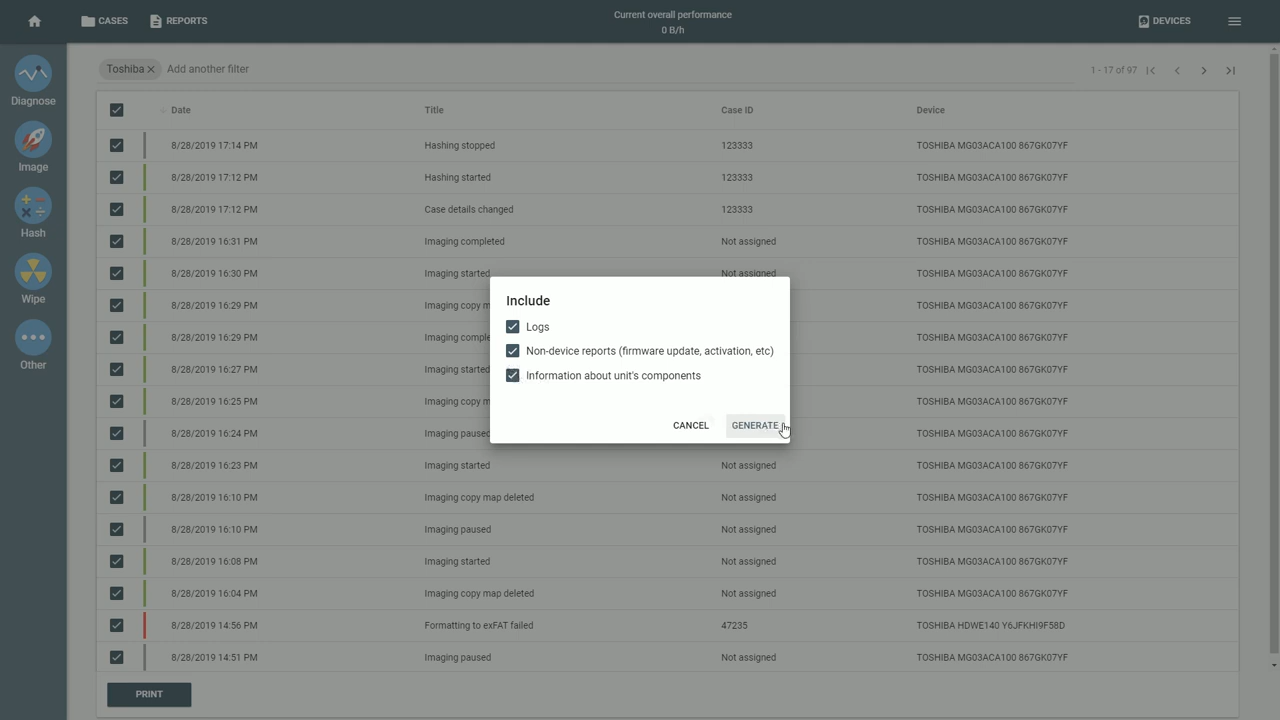 CASES
REPORTS
Current overall performance
0 B/h
DEVICES
Diagnose
Image
Hash
Wipe
Other
Toshiba
Add another filter
1 - 17 of 97
Date Title Case ID Device
8/28/2019 17:14 PM Hashing stopped 123333 TOSHIBA MG03ACA100 867GK07YF
8/28/2019 17:12 PM Hashing started 123333 TOSHIBA MG03ACA100 867GK07YF
8/28/2019 17:12 PM Case details changed 123333 TOSHIBA MG03ACA100 867GK07YF
8/28/2019 16:31 PM Imaging completed Not assigned TOSHIBA MG03ACA100 867GK07YF
8/28/2019 16:30 PM Imaging started Not assigned TOSHIBA MG03ACA100 867GK07YF
8/28/2019 16:29 PM Imaging copy m TOSHIBA MG03ACA100 867GK07YF
8/28/2019 16:29 PM Imaging comple TOSHIBA MG03ACA100 867GK07YF
8/28/2019 16:27 PM Imaging started TOSHIBA MG03ACA100 867GK07YF
8/28/2019 16:25 PM Imaging copy m TOSHIBA MG03ACA100 867GK07YF
8/28/2019 16:24 PM Imaging paused TOSHIBA MG03ACA100 867GK07YF
8/28/2019 16:23 PM Imaging started Not assigned TOSHIBA MG03ACA100 867GK07YF
8/28/2019 16:10 PM Imaging copy map deleted Not assigned TOSHIBA MG03ACA100 867GK07YF
8/28/2019 16:10 PM Imaging paused Not assigned TOSHIBA MG03ACA100 867GK07YF
8/28/2019 16:08 PM Imaging started Not assigned TOSHIBA MG03ACA100 867GK07YF
8/28/2019 16:04 PM Imaging copy map deleted Not assigned TOSHIBA MG03ACA100 867GK07YF
8/28/2019 14:56 PM Formatting to exFAT failed 47235 TOSHIBA HDWE140 Y6JFKHI9F58D
8/28/2019 14:51 PM Imaging paused Not assigned TOSHIBA MG03ACA100 867GK07YF
PRINT
Include
Logs
Non-device reports (firmware update, activation, etc)
Information about unit's components
CANCEL
GENERATE